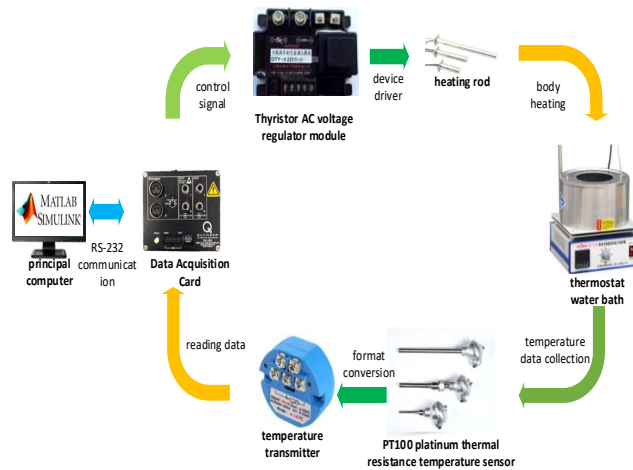 control
signal
Thyristor AC voltage
regulator module
device
driver
heating rod
body
heating
MATLAB
SIMULINK
principal
computer
RS-232
communicat
ion
QUANSER
Data Acquisition
Card
thermostat
water bath
reading data
temperature
transmitter
format
conversion
PT100 platinum thermal
resistance temperature sensor
temperature
data collection